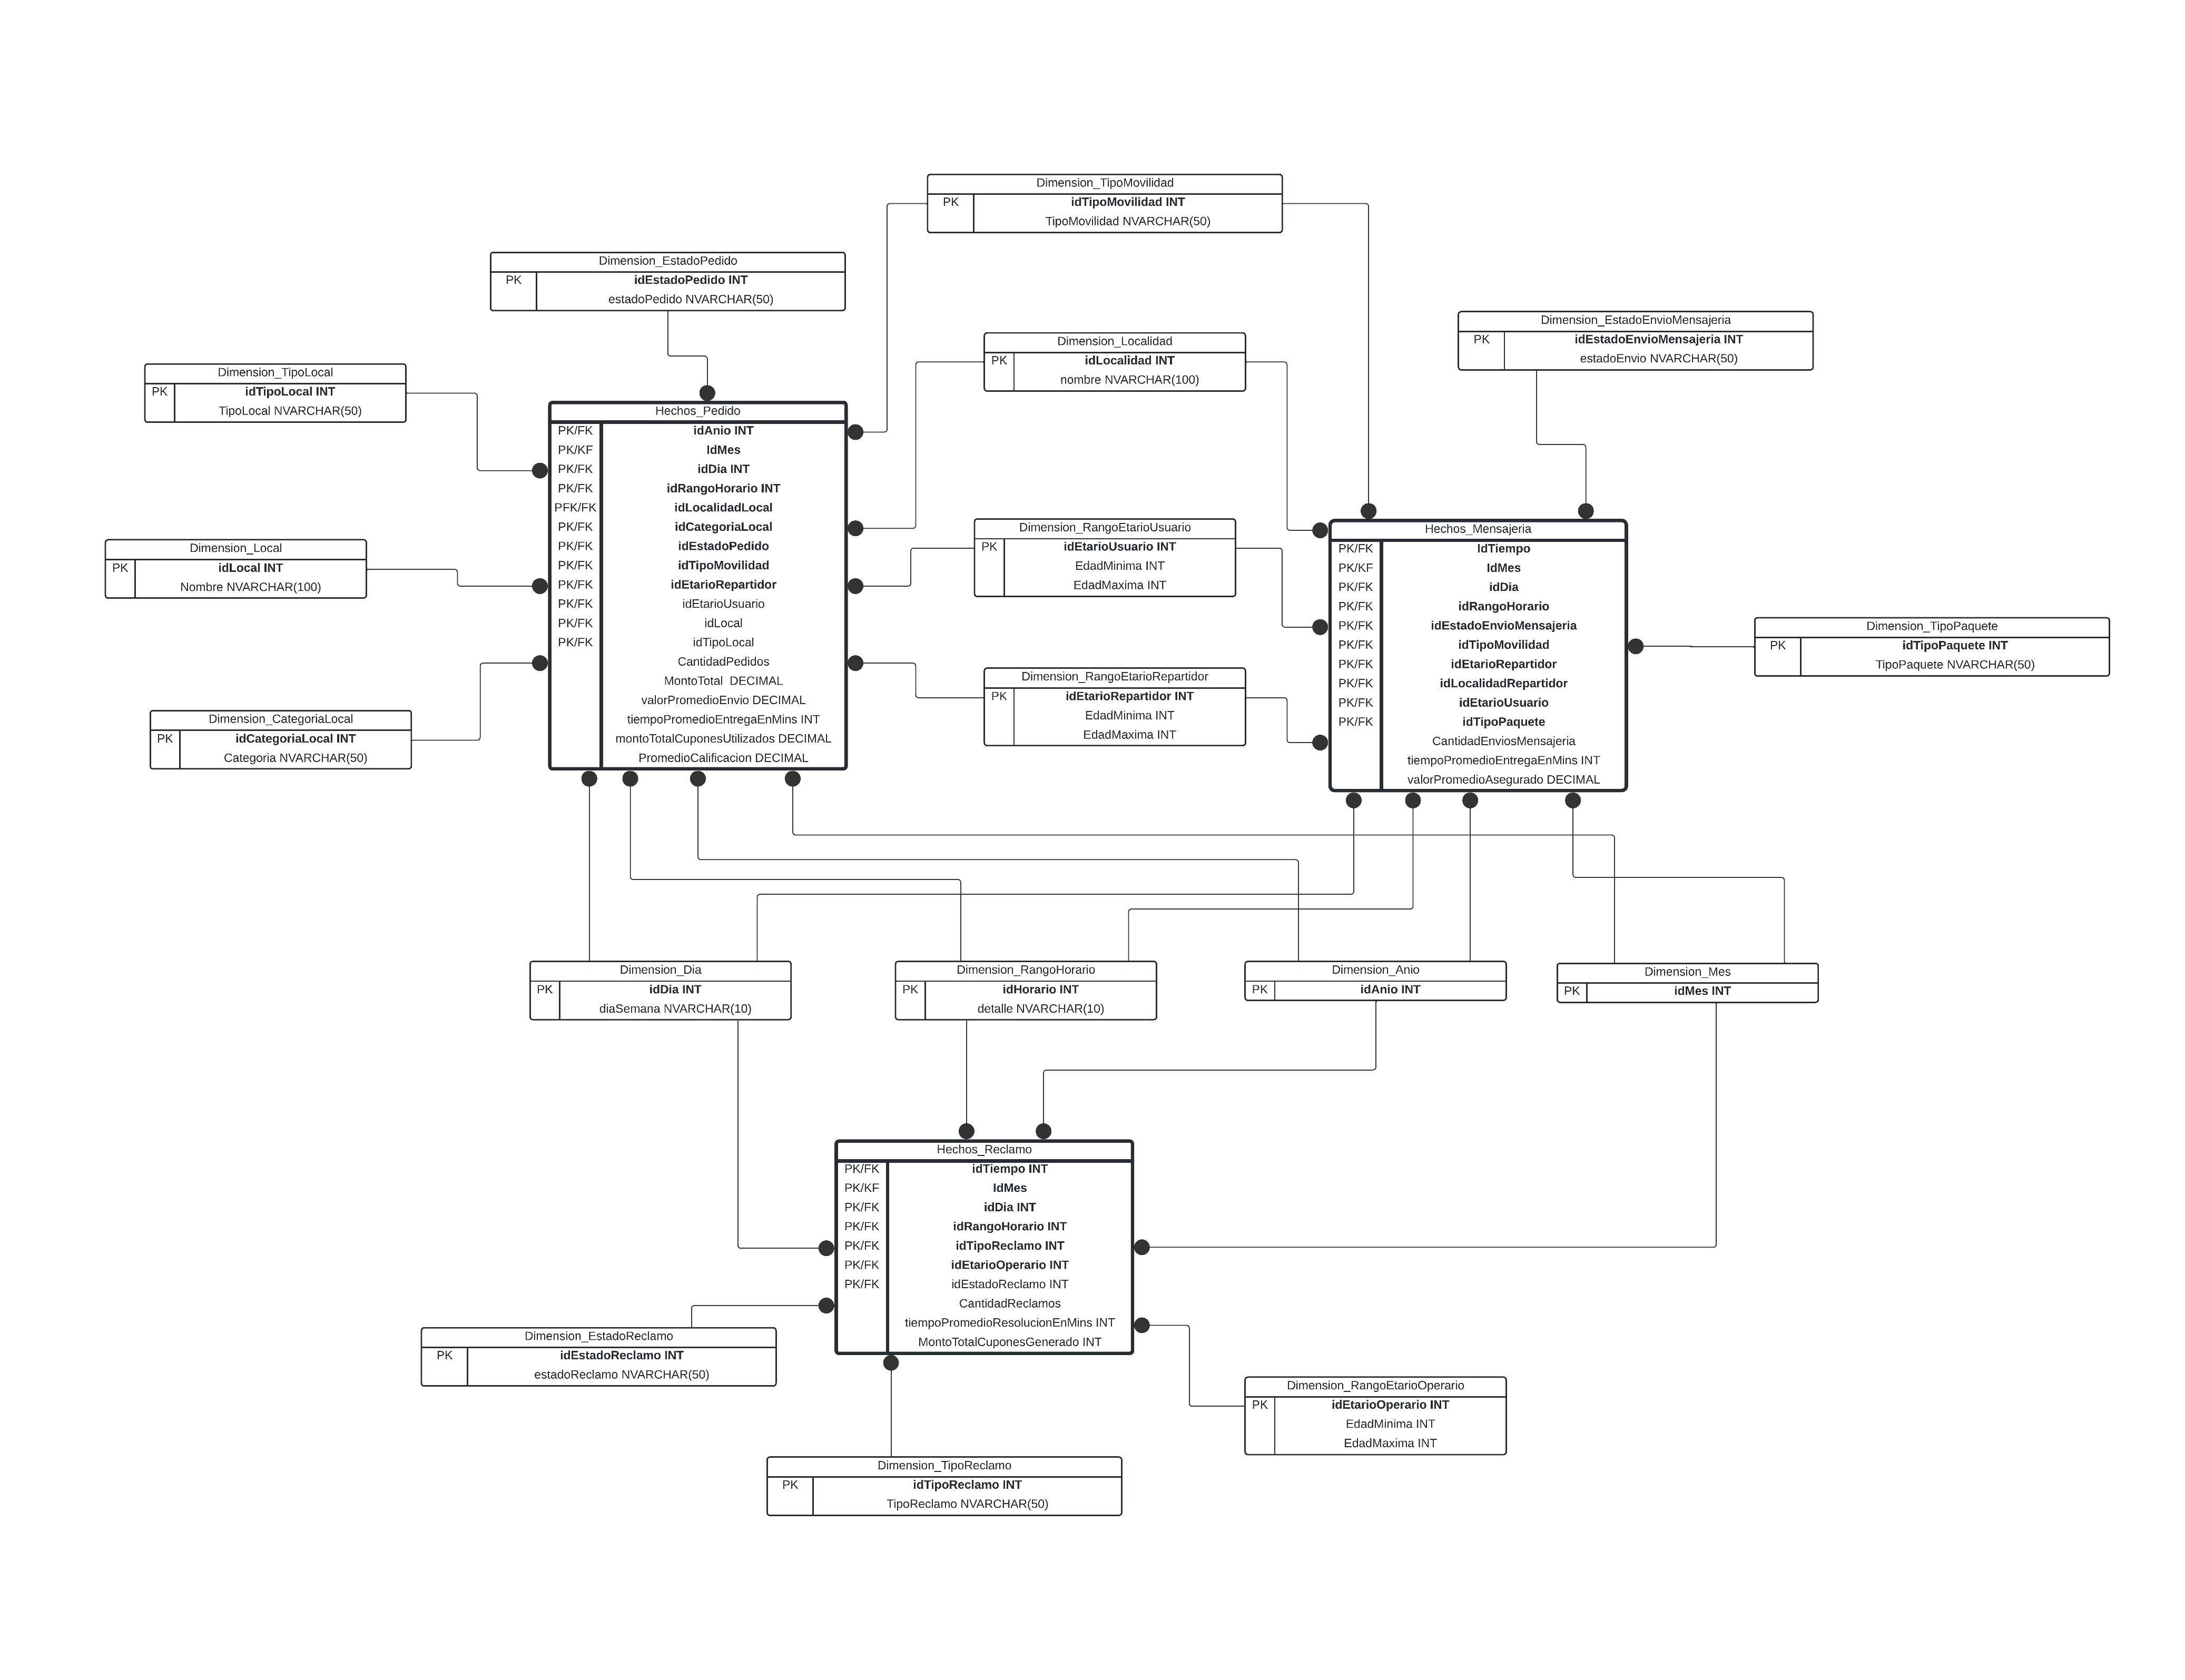 Dimension_TipoMovilidad
PK idTipoMovilidad INT
TipoMovilidad NVARCHAR(50)
Dimension_EstadoPedido
PK idEstadoPedido INT
estadoPedido NVARCHAR(50)
Dimension_EstadoEnvioMensajeria
PK idEstadoEnvioMensajeria INT
estadoEnvio NVARCHAR(50)
Dimension_Localidad
PK idLocalidad INT
nombre NVARCHAR(100)
Dimension_TipoLocal
PK idTipoLocal INT
TipoLocal NVARCHAR(50)
Hechos_Pedido
PK/FK idAnio INT
PK/KF IdMes
PK/FK idDia INT
PK/FK idRangoHorario INT
PFK/FK idLocalidadLocal
PK/FK idCategoriaLocal
PK/FK idEstadoPedido
PK/FK idTipoMovilidad
PK/FK idEtarioRepartidor
PK/FK idEtarioUsuario
PK/FK idLocal
PK/FK idTipoLocal
CantidadPedidos
MontoTotal DECIMAL
valorPromedioEnvio DECIMAL
tiempoPromedioEntregaEnMins INT
montoTotalCuponesUtilizados DECIMAL
PromedioCalificacion DECIMAL
Dimension_Local
PK idLocal INT
Nombre NVARCHAR(100)
Dimension_CategoriaLocal
PK idCategoriaLocal INT
Categoria NVARCHAR(50)
Dimension_RangoEtarioUsuario
PK idEtarioUsuario INT
EdadMinima INT
EdadMaxima INT
Dimension_RangoEtarioRepartidor
PK idEtarioRepartidor INT
EdadMinima INT
EdadMaxima INT
Hechos_Mensajeria
PK/FK IdTiempo
PK/KF IdMes
PK/FK idDia
PK/FK idRangoHorario
PK/FK idEstadoEnvioMensajeria
PK/FK idTipoMovilidad
PK/FK idEtarioRepartidor
PK/FK idLocalidadRepartidor
PK/FK idEtarioUsuario
PK/FK idTipoPaquete
CantidadEnviosMensajeria
tiempoPromedioEntregaEnMins INT
valorPromedioAsegurado DECIMAL
Dimension_TipoPaquete
PK idTipoPaquete INT
TipoPaquete NVARCHAR(50)
Dimension_Dia
PK idDia INT
diaSemana NVARCHAR(10)
Dimension_RangoHorario
PK idHorario INT
detalle NVARCHAR(10)
Dimension_Anio
PK idAnio INT
Dimension_Mes
PK idMes INT
Hechos_Reclamo
PK/FK idTiempo INT
PK/KF IdMes
PK/FK idDia INT
PK/FK idRangoHorario INT
PK/FK idTipoReclamo INT
PK/FK idEtarioOperario INT
PK/FK idEstadoReclamo INT
CantidadReclamos
tiempoPromedioResolucionEnMins INT
MontoTotalCuponesGenerado INT
Dimension_EstadoReclamo
PK idEstadoReclamo INT
estadoReclamo NVARCHAR(50)
Dimension_RangoEtarioOperario
PK idEtarioOperario INT
EdadMinima INT
EdadMaxima INT
Dimension_TipoReclamo
PK idTipoReclamo INT
TipoReclamo NVARCHAR(50)